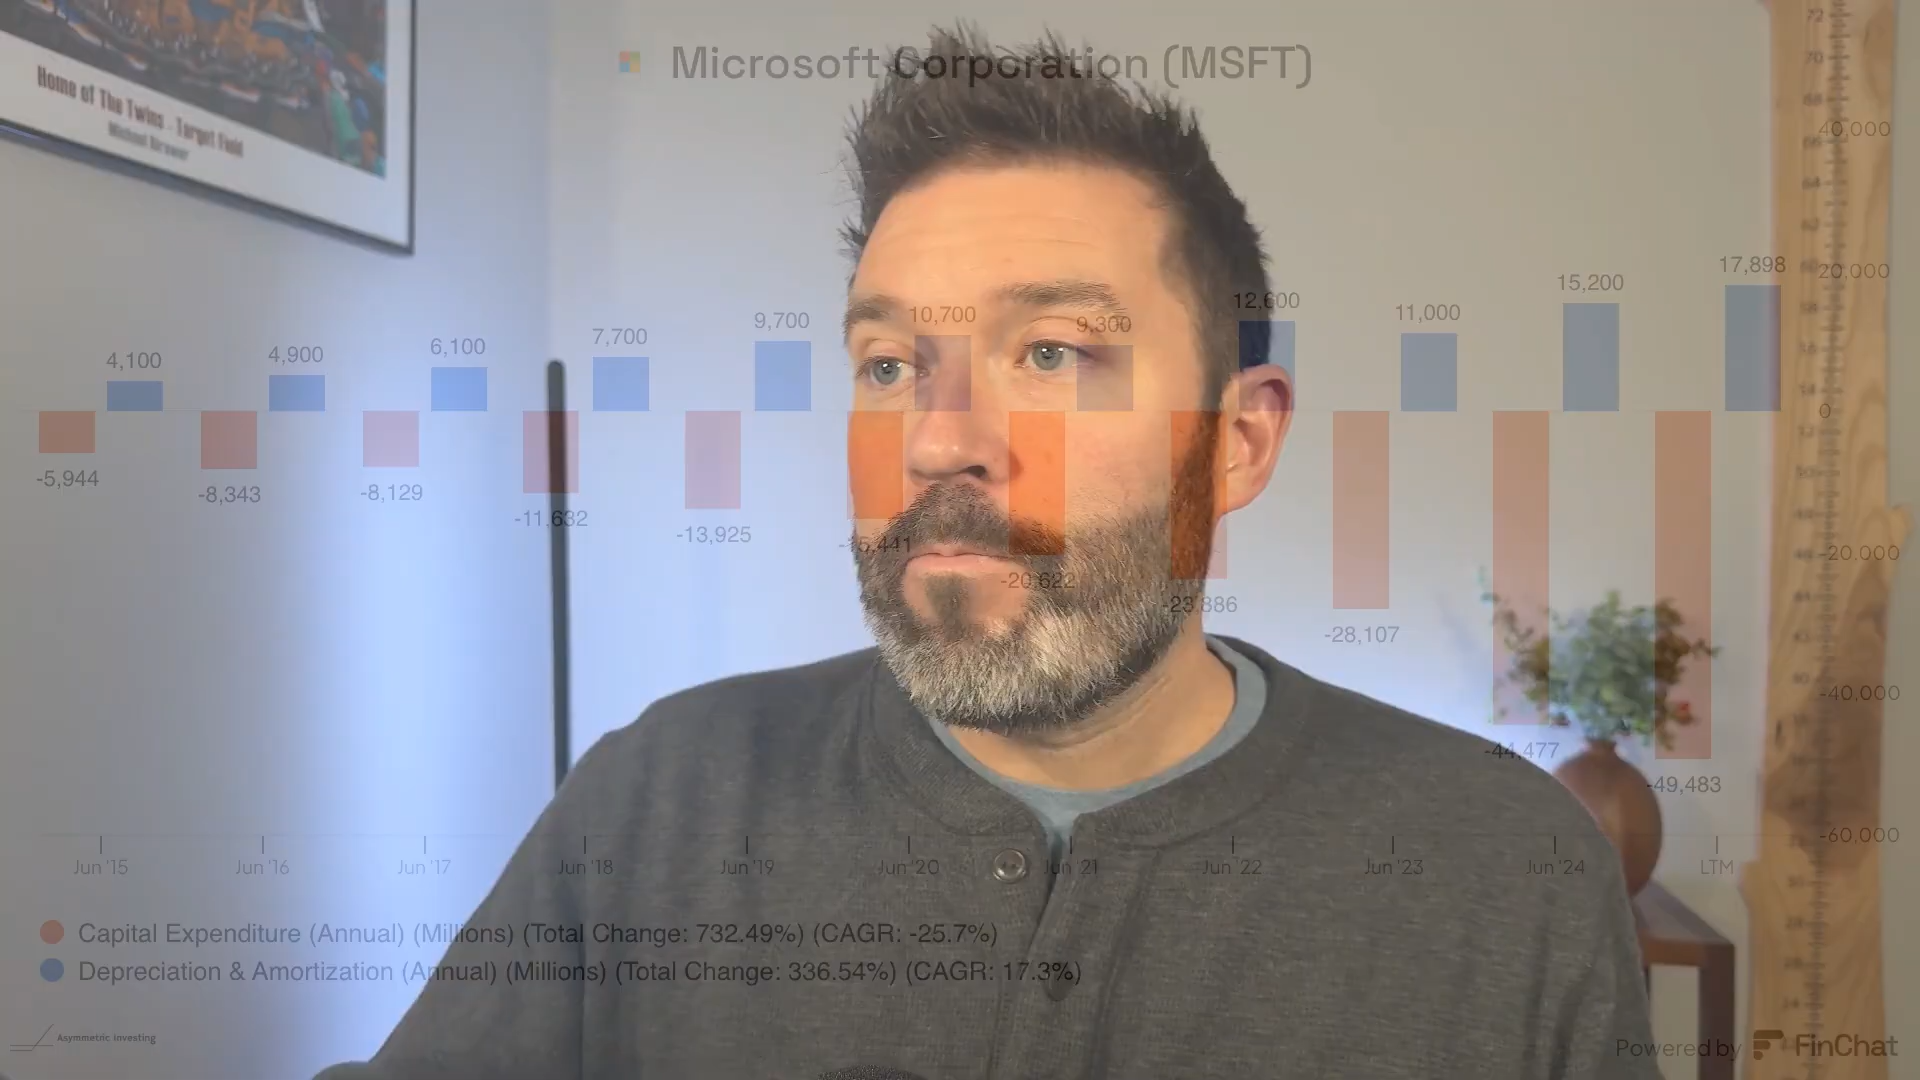 Home of The Twins - Target Field
Microsoft Corporation (MSFT)
4,100
4,900
6,100
7,700
9,700
10,700
9,300
12,600
11,000
15,200
17,898
-5,944
-8,343
-8,129
-11,632
-13,925
-15,441
-20,622
-23,886
-28,107
-44,477
-49,483
40,000
20,000
0
-20,000
-40,000
-60,000
Jun '15
Jun '16
Jun '17
Jun '18
Jun '19
Jun '20
Jun '21
Jun '22
Jun '23
Jun '24
LTM
Capital Expenditure (Annual) (Millions) (Total Change: 732.49%) (CAGR: -25.7%)
Depreciation & Amortization (Annual) (Millions) (Total Change: 336.54%) (CAGR: 17.3%)
Asymmetric Investing
Powered by FinChat